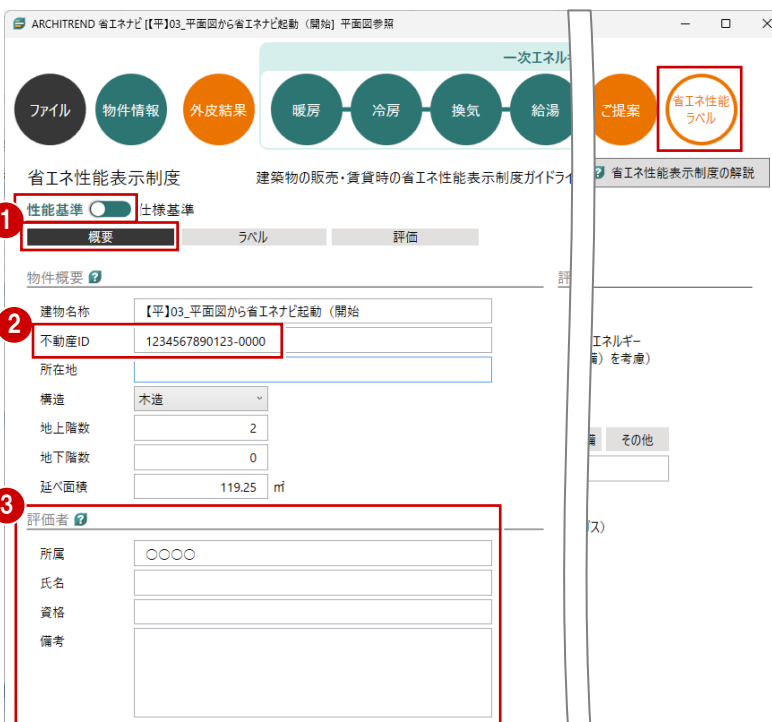 ARCHITREND 省エネナビ [【平】03_平面図から省エネナビ起動（開始] 平面図参照
一次エネル
ファイル
物件情報
外皮結果
暖房
冷房
換気
給湯
ご提案
省エネ性能
ラベル
省エネ性能表示制度
建築物の販売・賃貸時の省エネ性能表示制度ガイドライ
? 省エネ性能表示制度の解説
1
性能基準
仕様基準
概要
ラベル
評価
物件概要 ?
評
建物名称
【平】03_平面図から省エネナビ起動（開始
2
不動産ID
1234567890123-0000
エネルギー
備）を考慮）
所在地
構造
木造
地上階数
2
備
その他
地下階数
0
延べ面積
119.25
㎡
3
評価者 ?
ス）
所属
○○○○
氏名
資格
備考